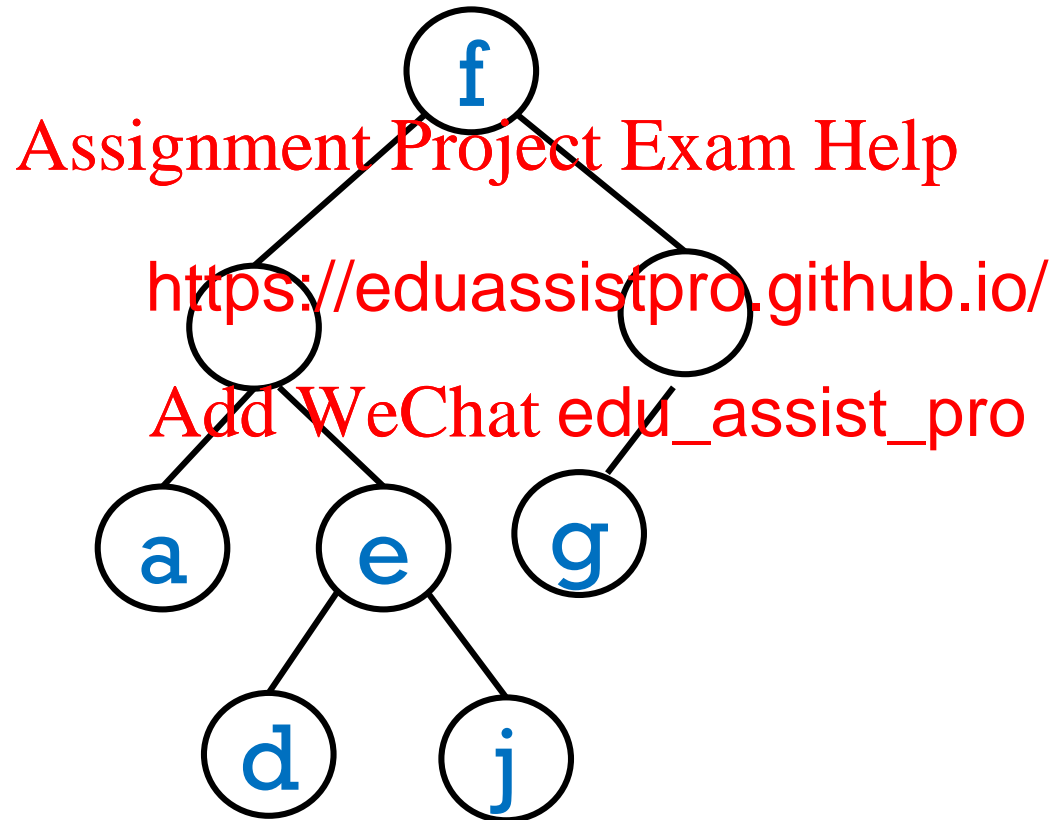 f
Assignment Project Exam Help
https://eduassistpro.github.io/
Add WeChat edu_assist_pro
a e g
d j